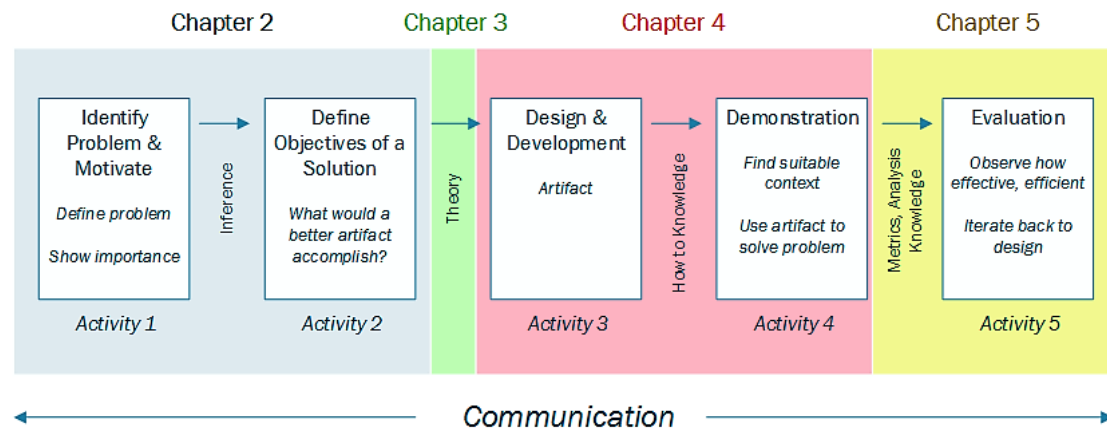 Chapter 2
Chapter 3
Chapter 4
Chapter 5
Identify
Problem &
Motivate
Define problem
Show importance
Activity 1
Inference
Define
Objectives of a
Solution
What would a
better artifact
accomplish?
Activity 2
Theory
Design &
Development
Artifact
Activity 3
How to Knowledge
Demonstration
Find suitable
context
Use artifact to
solve problem
Activity 4
Metrics, Analysis
Knowledge
Evaluation
Observe how
effective, efficient
Iterate back to
design
Activity 5
Communication